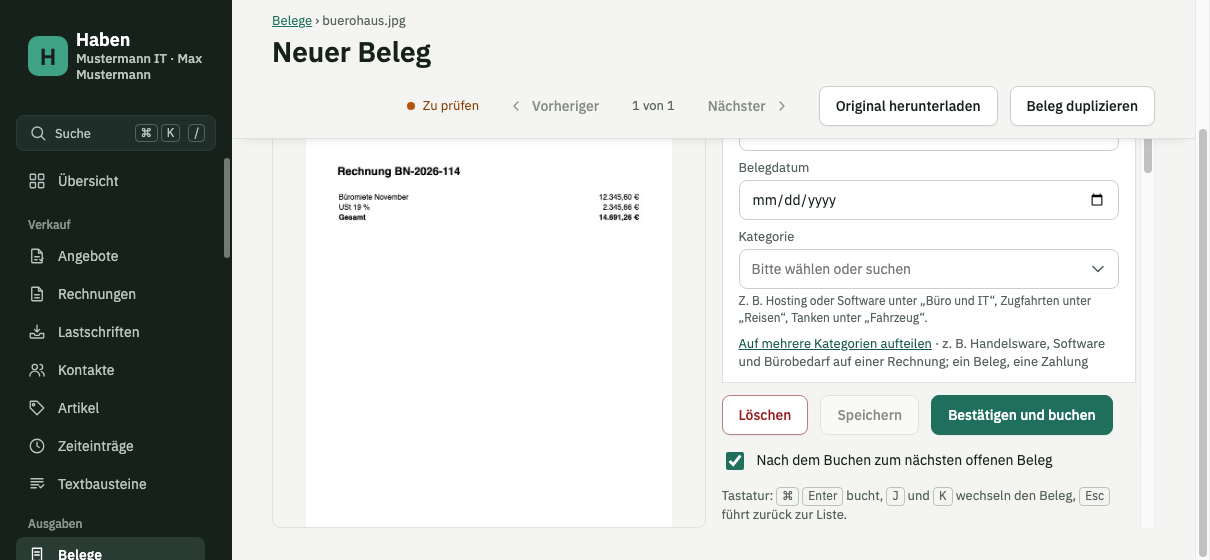 H
Haben
Mustermann IT · Max
Mustermann
Suche ⌘ K /
Übersicht
Verkauf
Angebote
Rechnungen
Lastschriften
Kontakte
Artikel
Zeiteinträge
Textbausteine
Ausgaben
Belege
Belege › buerohaus.jpg
Neuer Beleg
Zu prüfen
Vorheriger
1 von 1
Nächster
Original herunterladen
Beleg duplizieren
Rechnung BN-2026-114
Büromiete November 12.345,60 €
USt 19 % 2.345,66 €
Gesamt 14.691,26 €
Belegdatum
mm/dd/yyyy
Kategorie
Bitte wählen oder suchen
Z. B. Hosting oder Software unter „Büro und IT“, Zugfahrten unter
„Reisen“, Tanken unter „Fahrzeug“.
Auf mehrere Kategorien aufteilen · z. B. Handelsware, Software
und Bürobedarf auf einer Rechnung; ein Beleg, eine Zahlung
Löschen
Speichern
Bestätigen und buchen
Nach dem Buchen zum nächsten offenen Beleg
Tastatur: ⌘ Enter bucht, J und K wechseln den Beleg, Esc
führt zurück zur Liste.